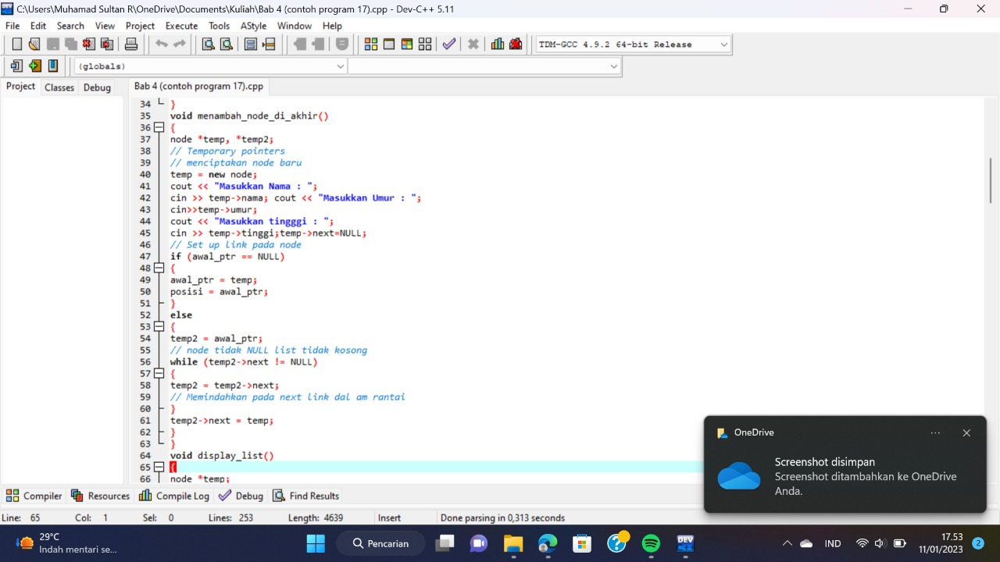 C:\Users\Muhamad Sultan R\OneDrive\Documents\Kuliah\Bab 4 (contoh program 17).cpp - Dev-C++ 5.11
File Edit Search View Project Execute Tools AStyle Window Help
TDM-GCC 4.9.2 64-bit Release
(globals)
Project Classes Debug
Bab 4 (contoh program 17).cpp
34 }
35 void menambah_node_di_akhir()
36 {
37 node *temp, *temp2;
38 // Temporary pointers
39 // menciptakan node baru
40 temp = new node;
41 cout << "Masukkan Nama : ";
42 cin >> temp->nama; cout << "Masukkan Umur : ";
43 cin>>temp->umur;
44 cout << "Masukkan tingggi : ";
45 cin >> temp->tinggi;temp->next=NULL;
46 // Set up link pada node
47 if (awal_ptr == NULL)
48 {
49 awal_ptr = temp;
50 posisi = awal_ptr;
51 }
52 else
53 {
54 temp2 = awal_ptr;
55 // node tidak NULL list tidak kosong
56 while (temp2->next != NULL)
57 {
58 temp2 = temp2->next;
59 // Memindahkan pada next link dal am rantai
60 }
61 temp2->next = temp;
62 }
63 }
64 void display_list()
65 {
66 node *temp;
OneDrive
Screenshot disimpan
Screenshot ditambahkan ke OneDrive
Anda.
Compiler Resources Compile Log Debug Find Results
Line: 65 Col: 1 Sel: 0 Lines: 253 Length: 4639 Insert Done parsing in 0,313 seconds
29°C
Indah mentari se...
Pencarian
DEV
IND
17.53
11/01/2023
2